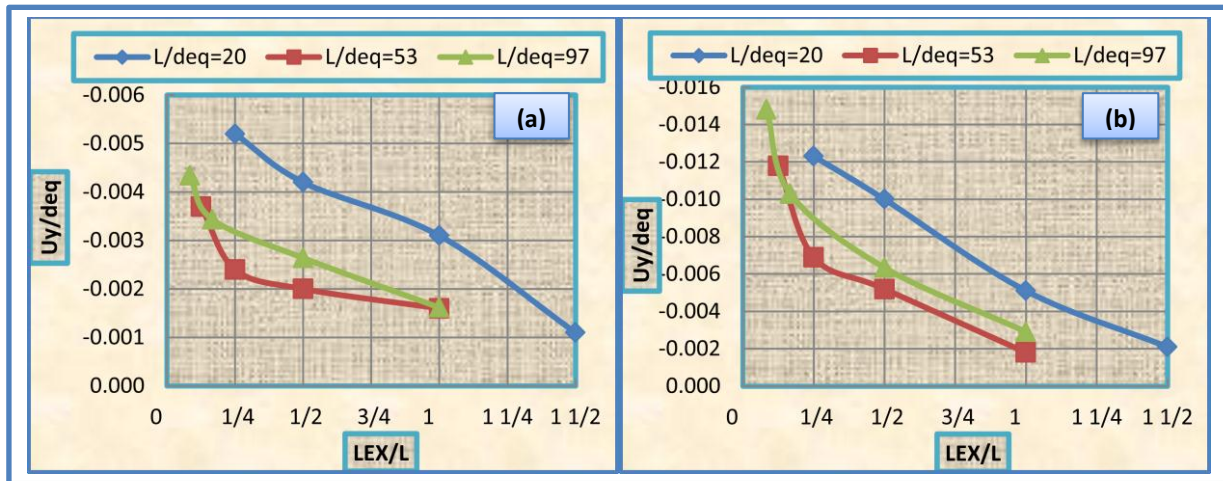 L/deq=20 L/deq=53 L/deq=97
(a)
Uy/deq
-0.006
-0.005
-0.004
-0.003
-0.002
-0.001
0.000
0 1/4 1/2 3/4 1 1 1/4 1 1/2
LEX/L
L/deq=20 L/deq=53 L/deq=97
(b)
Uy/deq
-0.016
-0.014
-0.012
-0.010
-0.008
-0.006
-0.004
-0.002
0.000
0 1/4 1/2 3/4 1 1 1/4 1 1/2
LEX/L